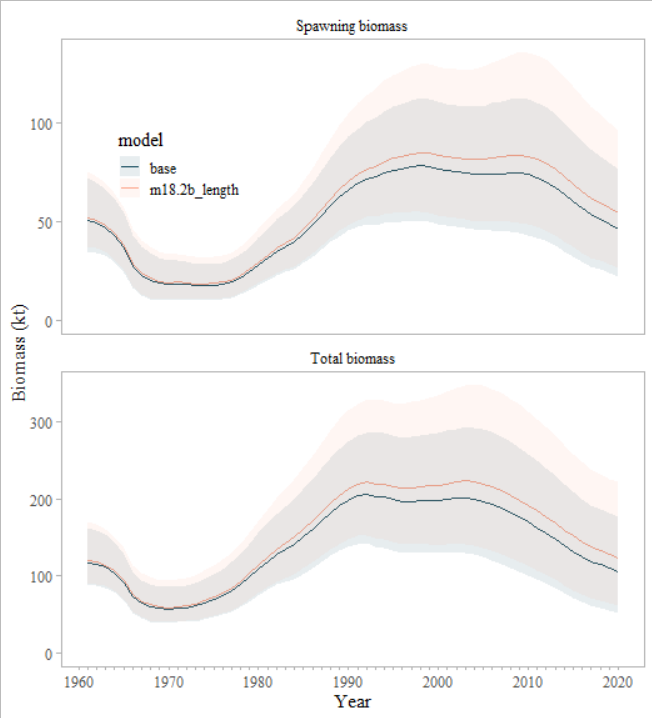 Spawning biomass
100
50
0
model
base
m18.2b_length
Biomass (kt)
Total biomass
300
200
100
0
1960 1970 1980 1990 2000 2010 2020
Year